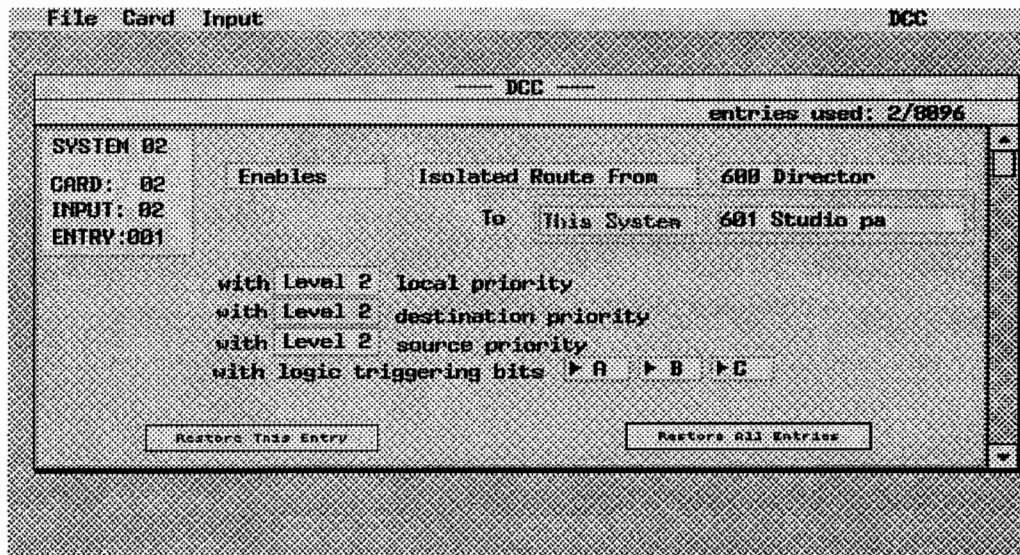 File Card Input DCC
DCC
entries used: 2/8096
SYSTEM 02
CARD: 02
INPUT: 02
ENTRY:001
Enables Isolated Route From 600 Director
To This System 601 Studio pa
with Level 2 local priority
with Level 2 destination priority
with Level 2 source priority
with logic triggering bits ▶ A ▶ B ▶ C
Restore This Entry Restore All Entries